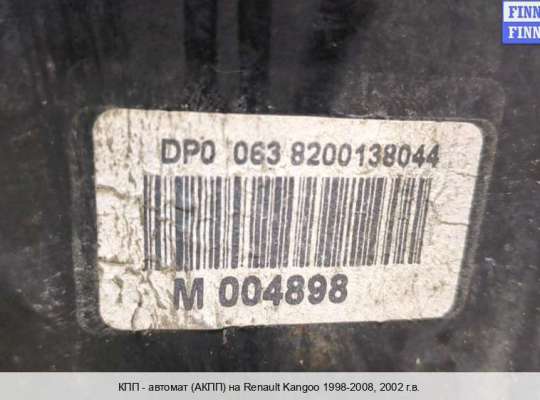 FINN
FINN
DP0 063 8200138044
M 004898
КПП - автомат (АКПП) на Renault Kangoo 1998-2008, 2002 г.в.